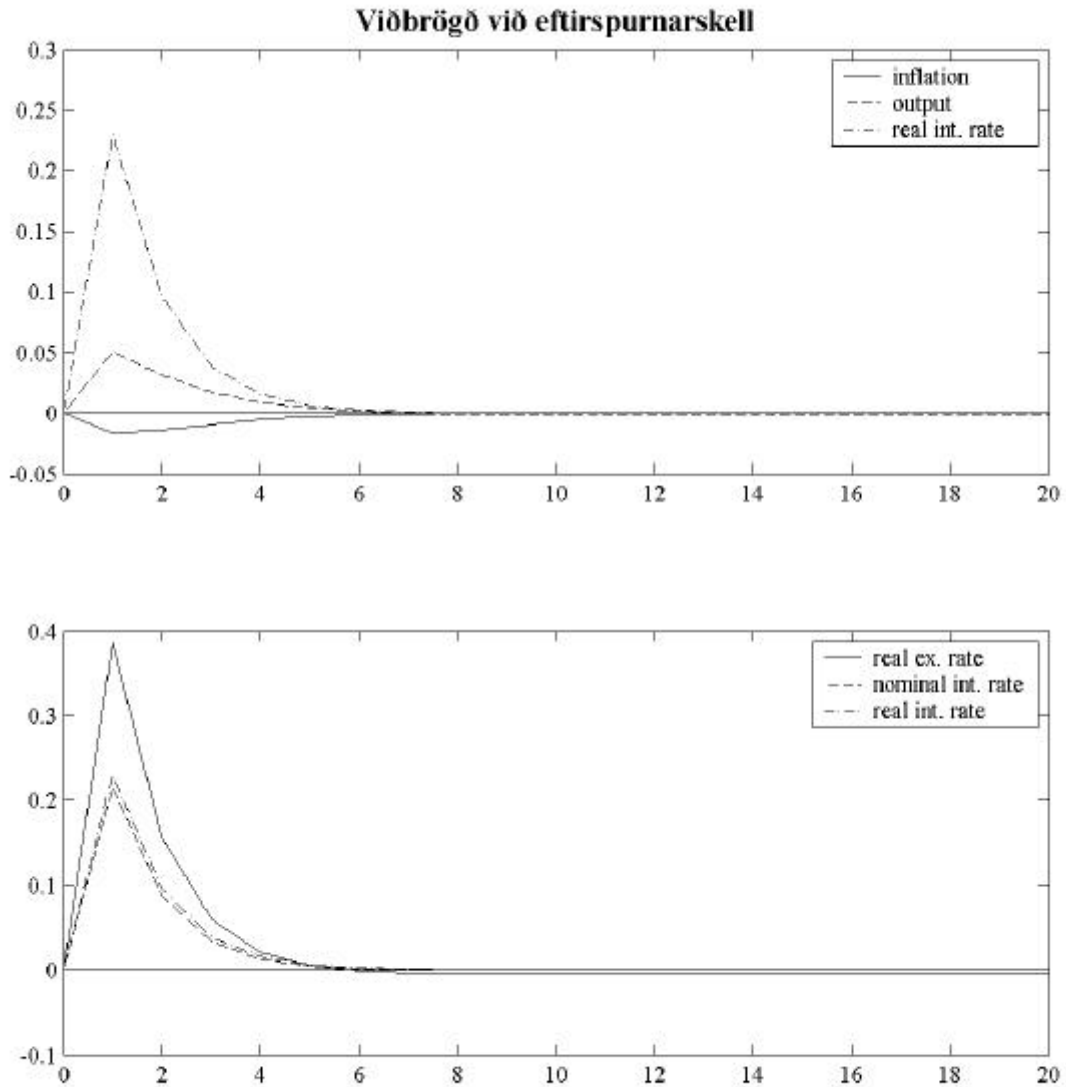 Viðbrögð við eftirspurnarskell
0.3
inflation
output
real int. rate
0.25
0.2
0.15
0.1
0.05
0
-0.05
0 2 4 6 8 10 12 14 16 18 20
0.4
real ex. rate
nominal int. rate
real int. rate
0.3
0.2
0.1
0
-0.1
0 2 4 6 8 10 12 14 16 18 20